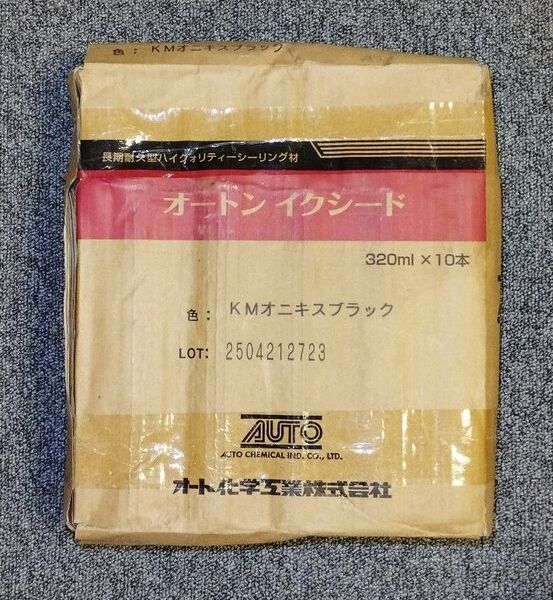 色： KMオニキスブラック
長期耐久型ハイクォリティーシーリング材
オートン イクシード
320ml ×10本
色： KMオニキスブラック
LOT: 2504212723
AUTO
AUTO CHEMICAL IND. CO., LTD.
オート化学工業株式会社